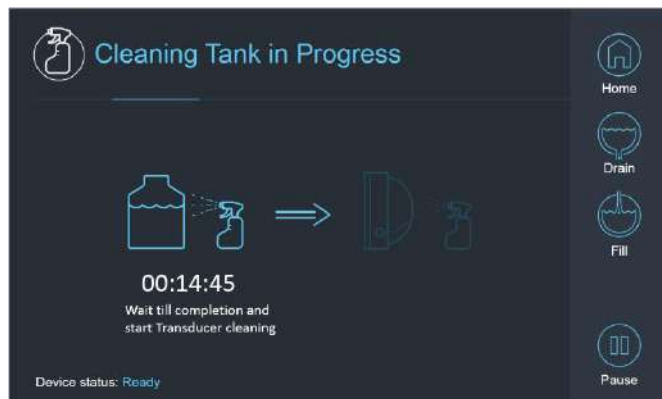 Cleaning Tank in Progress
Home
Drain
Fill
00:14:45
Wait till completion and
start Transducer cleaning
Device status: Ready
Pause